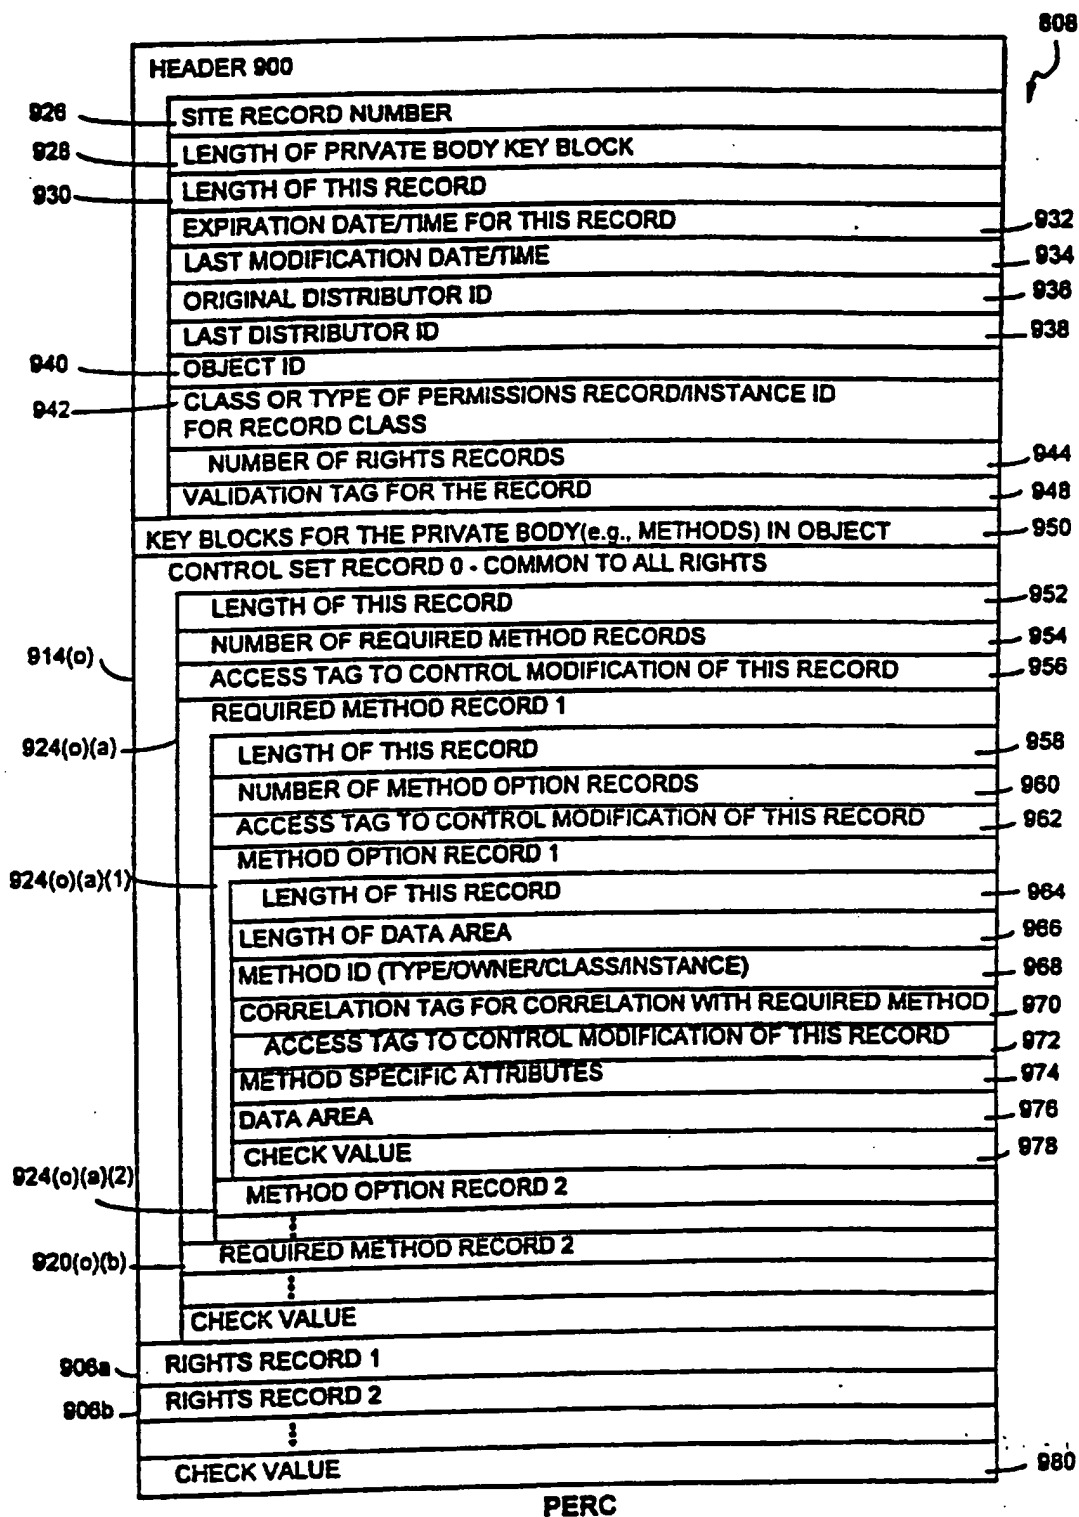 808
HEADER 900
926 SITE RECORD NUMBER
928 LENGTH OF PRIVATE BODY KEY BLOCK
930 LENGTH OF THIS RECORD
EXPIRATION DATE/TIME FOR THIS RECORD 932
LAST MODIFICATION DATE/TIME 934
ORIGINAL DISTRIBUTOR ID 936
LAST DISTRIBUTOR ID 938
940 OBJECT ID
942 CLASS OR TYPE OF PERMISSIONS RECORD/INSTANCE ID
FOR RECORD CLASS
NUMBER OF RIGHTS RECORDS 944
VALIDATION TAG FOR THE RECORD 948
KEY BLOCKS FOR THE PRIVATE BODY(e.g., METHODS) IN OBJECT 950
CONTROL SET RECORD 0 - COMMON TO ALL RIGHTS
LENGTH OF THIS RECORD 952
NUMBER OF REQUIRED METHOD RECORDS 954
914(o) ACCESS TAG TO CONTROL MODIFICATION OF THIS RECORD 956
REQUIRED METHOD RECORD 1
924(o)(a) LENGTH OF THIS RECORD 958
NUMBER OF METHOD OPTION RECORDS 960
ACCESS TAG TO CONTROL MODIFICATION OF THIS RECORD 962
METHOD OPTION RECORD 1
924(o)(a)(1) LENGTH OF THIS RECORD 964
LENGTH OF DATA AREA 966
METHOD ID (TYPE/OWNER/CLASS/INSTANCE) 968
CORRELATION TAG FOR CORRELATION WITH REQUIRED METHOD 970
ACCESS TAG TO CONTROL MODIFICATION OF THIS RECORD 972
METHOD SPECIFIC ATTRIBUTES 974
DATA AREA 976
CHECK VALUE 978
924(o)(a)(2) METHOD OPTION RECORD 2
920(o)(b) REQUIRED METHOD RECORD 2
CHECK VALUE
906a RIGHTS RECORD 1
906b RIGHTS RECORD 2
CHECK VALUE 980
PERC